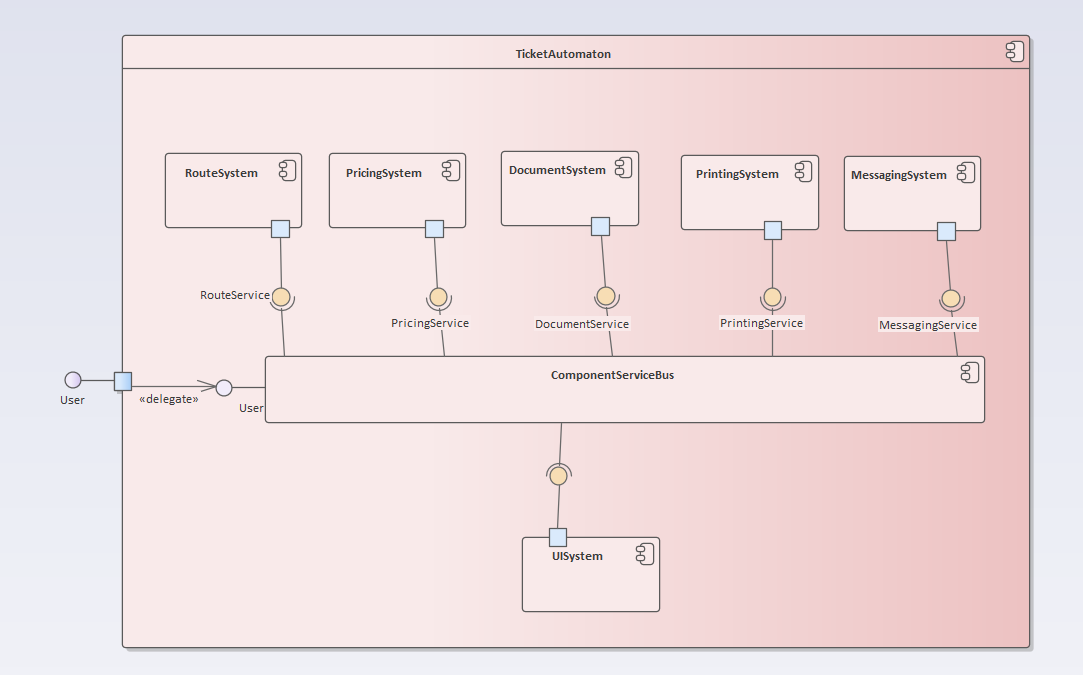 TicketAutomaton
RouteSystem
PricingSystem
DocumentSystem
PrintingSystem
MessagingSystem
RouteService
PricingService
DocumentService
PrintingService
MessagingService
ComponentServiceBus
User
«delegate»
User
UISystem